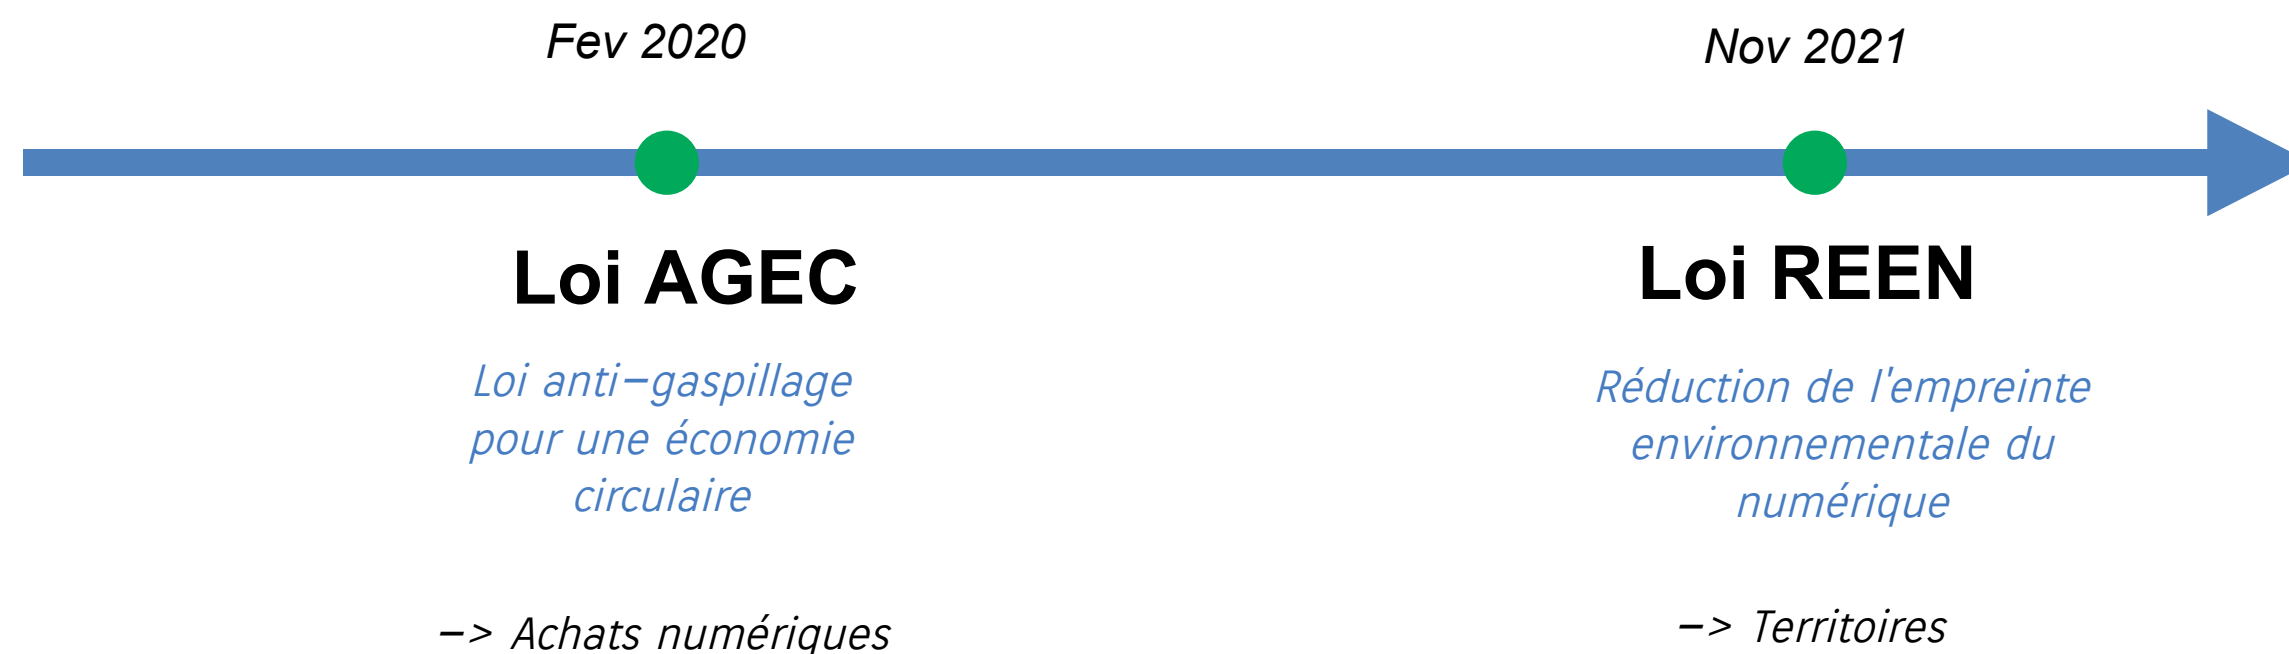 Fev 2020
Nov 2021
Loi AGEC
Loi REEN
Loi anti-gaspillage
pour une économie
circulaire
Réduction de l'empreinte
environnementale du
numérique
-> Achats numériques
-> Territoires